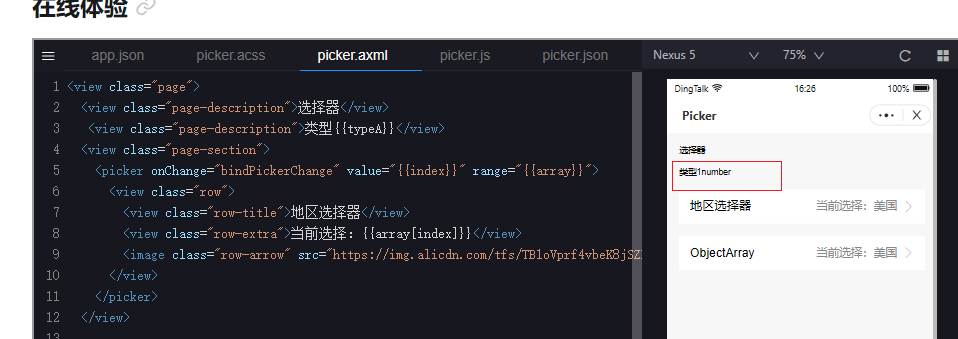 在线体验
app.json picker.acss picker.axml picker.js picker.json
Nexus 5 75%
1 <view class="page">
2 <view class="page-description">选择器</view>
3 <view class="page-description">类型{{typeA}}</view>
4 <view class="page-section">
5 <picker onChange="bindPickerChange" value="{{index}}" range="{{array}}">
6 <view class="row">
7 <view class="row-title">地区选择器</view>
8 <view class="row-extra">当前选择：{{array[index]}}</view>
9 <image class="row-arrow" src="https://img.alicdn.com/tfs/TB1oVprf4vbeK8jSZ
10 </view>
11 </picker>
12 </view>
13
DingTalk 16:26 100%
Picker
选择器
类型1number
地区选择器 当前选择：美国
ObjectArray 当前选择：美国